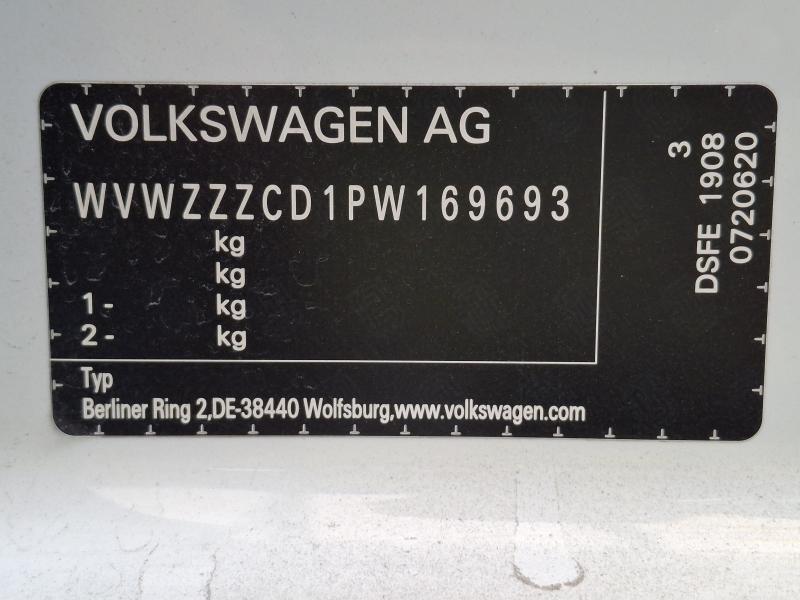 VOLKSWAGEN AG
WVWZZZCD1PW169693
kg
kg
1- kg
2- kg
Typ
Berliner Ring 2,DE-38440 Wolfsburg,www.volkswagen.com
3
DSFE 1908
0720620